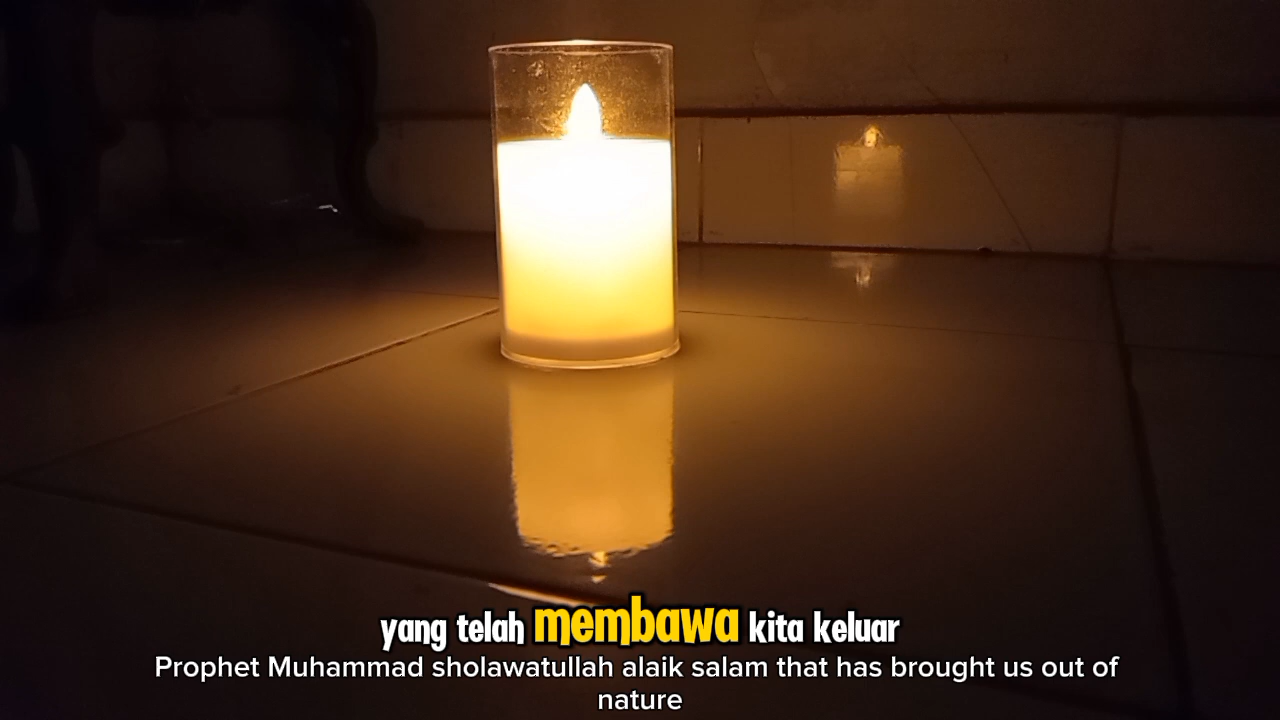 yang telah membawa kita keluar
Prophet Muhammad sholawatullah alaik salam that has brought us out of
nature